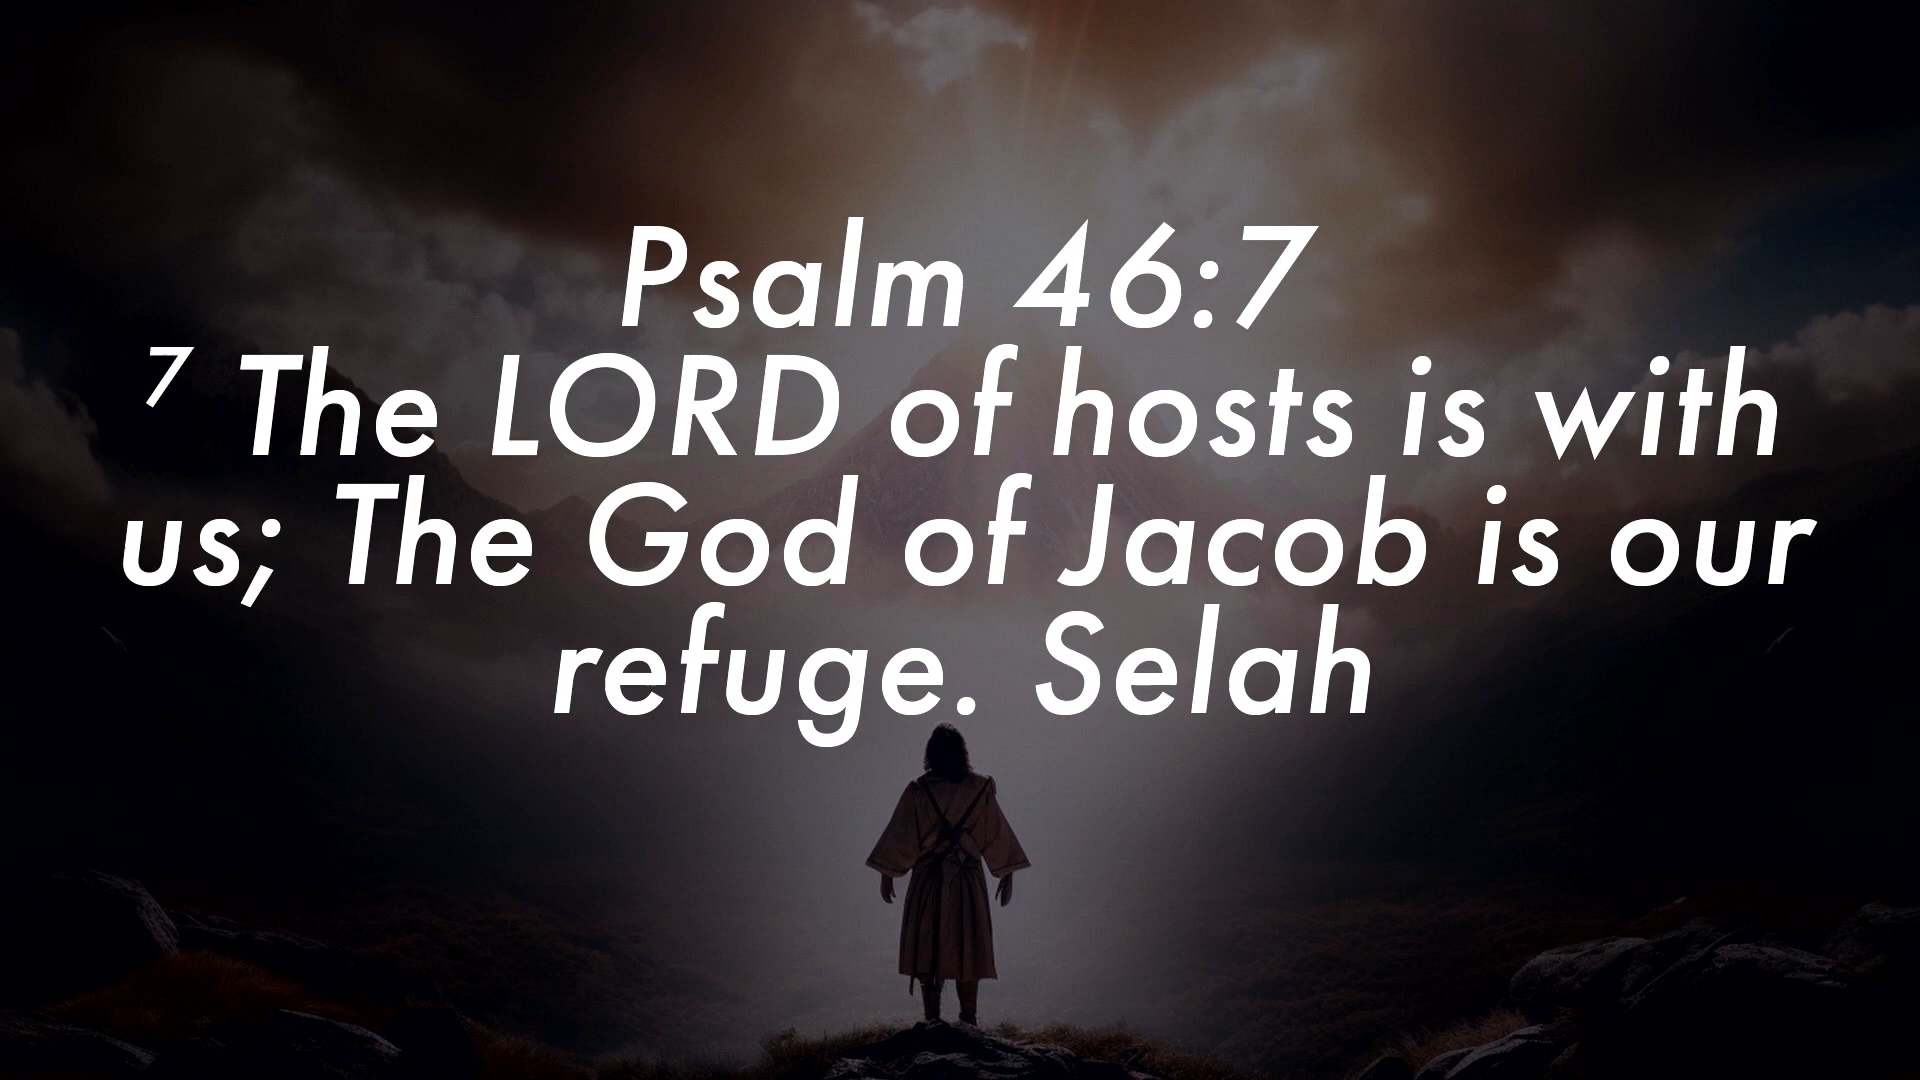 Psalm 46:7
7 The LORD of hosts is with
us; The God of Jacob is our
refuge. Selah